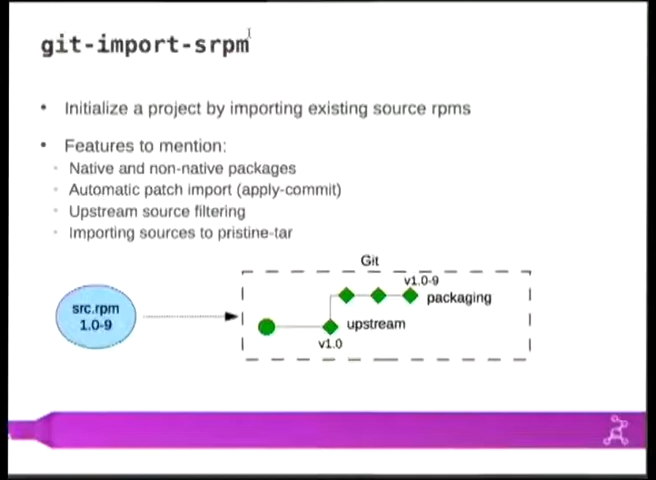 git-import-srpm
• Initialize a project by importing existing source rpms
• Features to mention:
◦ Native and non-native packages
◦ Automatic patch import (apply-commit)
◦ Upstream source filtering
◦ Importing sources to pristine-tar
Git
v1.0-9
packaging
src.rpm
1.0-9
upstream
v1.0